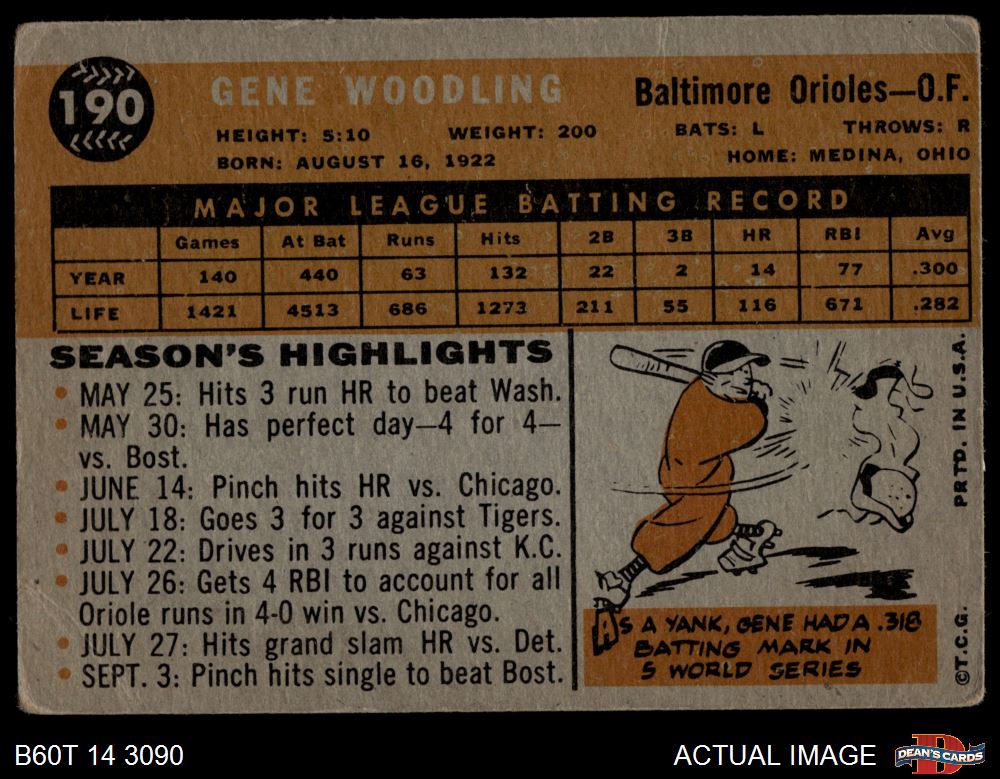 190
GENE WOODLING
Baltimore Orioles—O.F.
HEIGHT: 5:10 WEIGHT: 200 BATS: L THROWS: R
BORN: AUGUST 16, 1922 HOME: MEDINA, OHIO
MAJOR LEAGUE BATTING RECORD
Games At Bat Runs Hits 2B 3B HR RBI Avg
YEAR 140 440 63 132 22 2 14 77 .300
LIFE 1421 4513 686 1273 211 55 116 671 .282
SEASON'S HIGHLIGHTS
• MAY 25: Hits 3 run HR to beat Wash.
• MAY 30: Has perfect day—4 for 4—
vs. Bost.
• JUNE 14: Pinch hits HR vs. Chicago.
• JULY 18: Goes 3 for 3 against Tigers.
• JULY 22: Drives in 3 runs against K.C.
• JULY 26: Gets 4 RBI to account for all
Oriole runs in 4-0 win vs. Chicago.
• JULY 27: Hits grand slam HR vs. Det.
• SEPT. 3: Pinch hits single to beat Bost.
AS A YANK, GENE HAD A .318
BATTING MARK IN
5 WORLD SERIES
©T.C.G. PRTD. IN U.S.A.
B60T 14 3090
ACTUAL IMAGE
D
DEAN'S CARDS